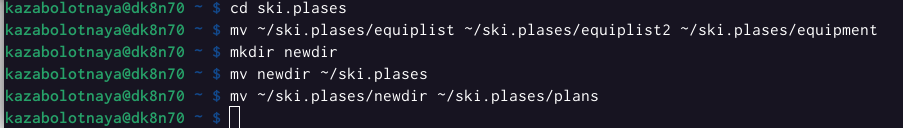 kazabolotnaya@dk8n70 ~ $ cd ski.plases
kazabolotnaya@dk8n70 ~ $ mv ~/ski.plases/equiplist ~/ski.plases/equiplist2 ~/ski.plases/equipment
kazabolotnaya@dk8n70 ~ $ mkdir newdir
kazabolotnaya@dk8n70 ~ $ mv newdir ~/ski.plases
kazabolotnaya@dk8n70 ~ $ mv ~/ski.plases/newdir ~/ski.plases/plans
kazabolotnaya@dk8n70 ~ $